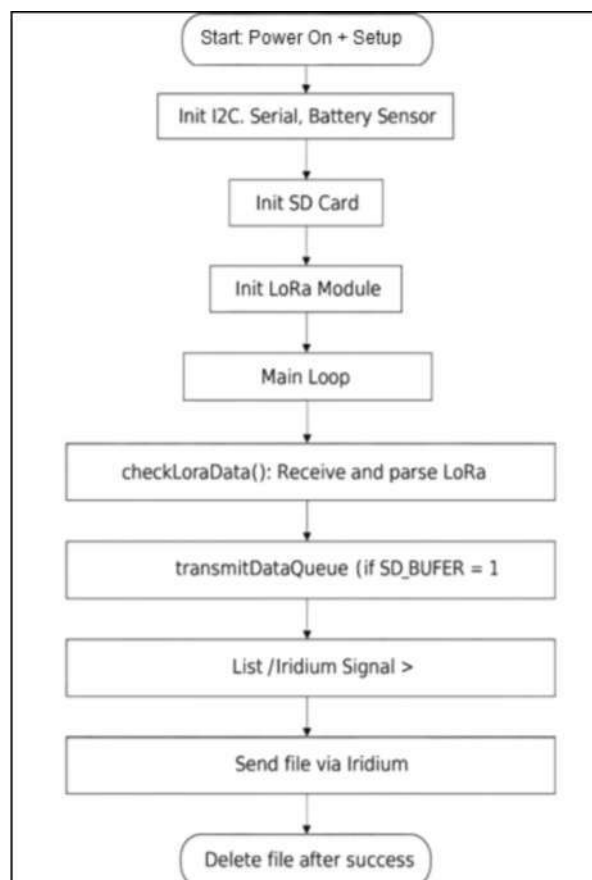 Start: Power On + Setup
Init I2C. Serial, Battery Sensor
Init SD Card
Init LoRa Module
Main Loop
checkLoraData(): Receive and parse LoRa
transmitDataQueue (if SD_BUFER = 1
List /Iridium Signal >
Send file via Iridium
Delete file after success